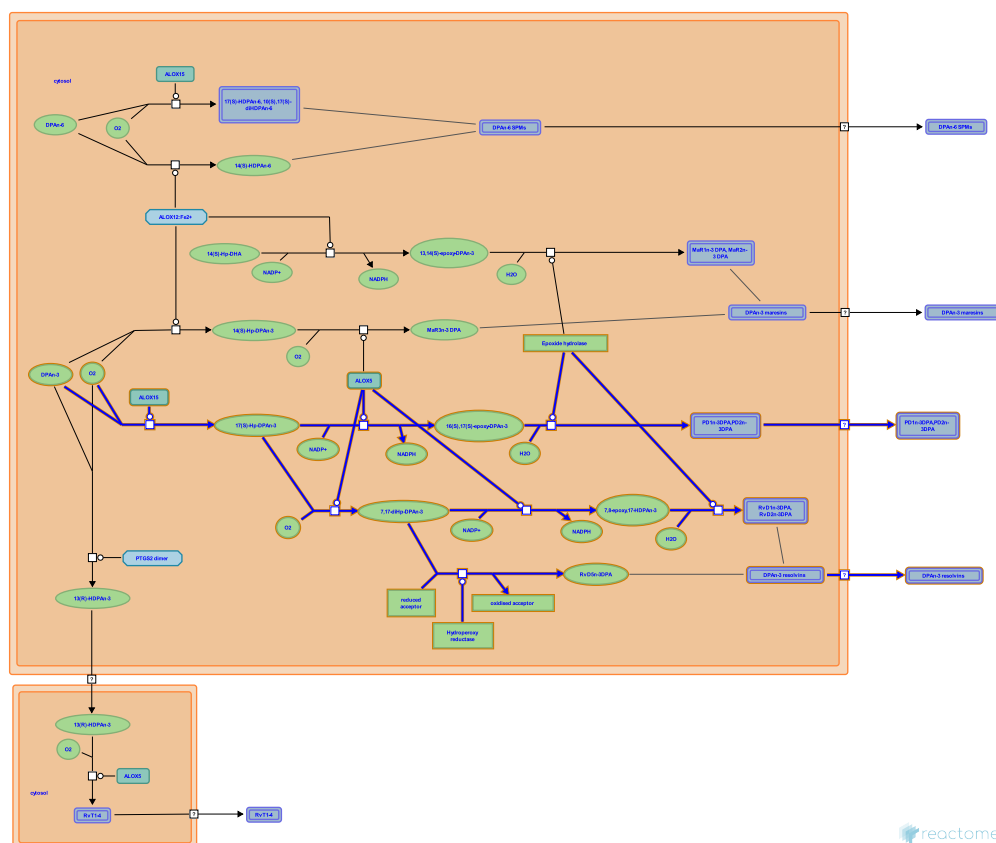 cytosol
ALOX15
DPAn-6
O2
17(S)-HDPAn-6, 10(S),17(S)-
diHDPAn-6
DPAn-6 SPMs
DPAn-6 SPMs
14(S)-HDPAn-6
ALOX12:Fe2+
14(S)-Hp-DHA
NADP+
NADPH
13,14(S)-epoxy-DPAn-3
H2O
MaR1n-3 DPA, MaR2n-
3 DPA
DPAn-3 maresins
DPAn-3 maresins
14(S)-Hp-DPAn-3
O2
MaR3n-3 DPA
Epoxide hydrolase
DPAn-3
O2
ALOX15
ALOX5
17(S)-Hp-DPAn-3
NADP+
NADPH
16(S),17(S)-epoxyDPAn-3
H2O
PD1n-3DPA,PD2n-
3DPA
PD1n-3DPA,PD2n-
3DPA
O2
7,17-diHp-DPAn-3
NADP+
NADPH
7,8-epoxy,17-HDPAn-3
H2O
RvD1n-3DPA,
RvD2n-3DPA
PTGS2 dimer
RvD5n-3DPA
DPAn-3 resolvins
DPAn-3 resolvins
13(R)-HDPAn-3
reduced
acceptor
oxidised acceptor
Hydroperoxy
reductase
?
?
?
?
?
13(R)-HDPAn-3
O2
ALOX5
cytosol
RvT1-4
?
RvT1-4
reactome